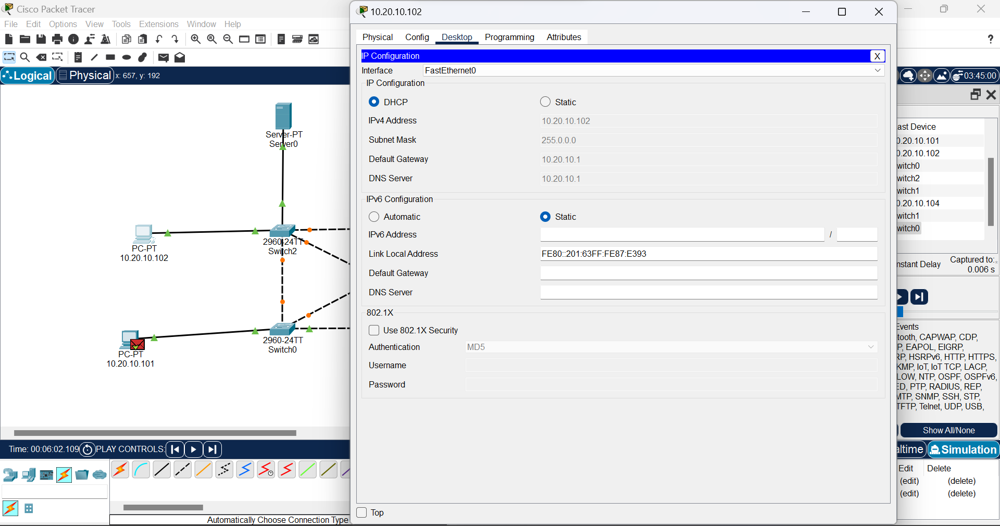 Cisco Packet Tracer
File Edit Options View Tools Extensions Window Help
Logical Physical x: 657, y: 192
Server-PT
Server0
PC-PT
10.20.10.102
2960-24TT
Switch2
PC-PT
10.20.10.101
2960-24TT
Switch0
Time: 00:06:02.109 PLAY CONTROLS:
Automatically Choose Connection Type
10.20.10.102
Physical Config Desktop Programming Attributes
IP Configuration X
Interface FastEthernet0
IP Configuration
DHCP Static
IPv4 Address 10.20.10.102
Subnet Mask 255.0.0.0
Default Gateway 10.20.10.1
DNS Server 10.20.10.1
IPv6 Configuration
Automatic Static
IPv6 Address /
Link Local Address FE80::201:63FF:FE87:E393
Default Gateway
DNS Server
802.1X
Use 802.1X Security
Authentication MD5
Username
Password
Top
?
03:45:00
ast Device
0.20.10.101
0.20.10.102
witch0
witch2
witch1
0.20.10.104
witch1
witch0
nstant Delay Captured to:
0.006 s
Events
tooth, CAPWAP, CDP,
P, EAPOL, EIGRP,
RP, HSRPv6, HTTP, HTTPS,
KMP, IoT, IoT TCP, LACP,
LOW, NTP, OSPF, OSPFv6,
ED, PTP, RADIUS, REP,
MTP, SNMP, SSH, STP,
TFTP, Telnet, UDP, USB,
Show All/None
altime Simulation
Edit Delete
(edit) (delete)
(edit) (delete)